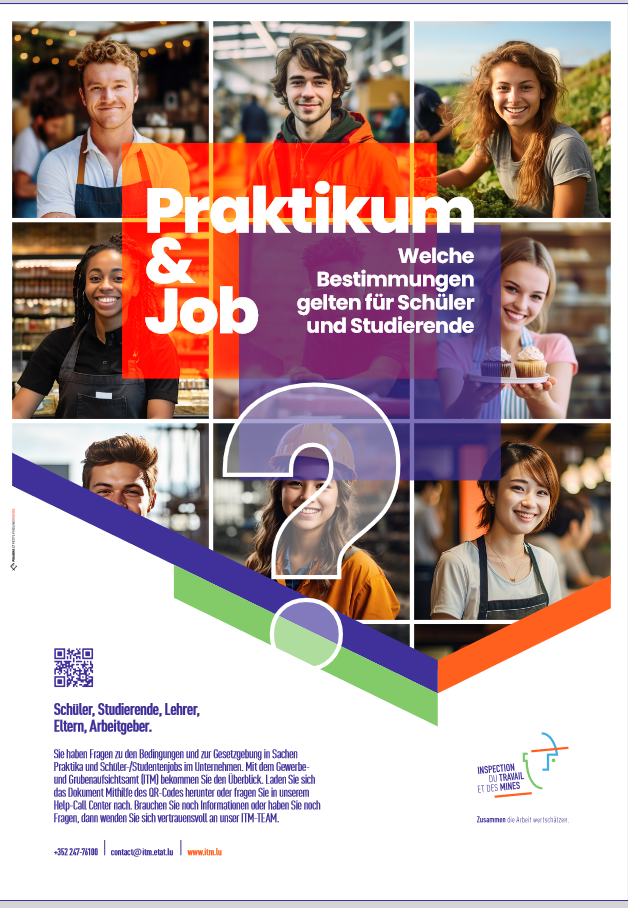 Praktikum
&
Job
Welche
Bestimmungen
gelten für Schüler
und Studierende
?
Schüler, Studierende, Lehrer,
Eltern, Arbeitgeber.
Sie haben Fragen zu den Bedingungen und zur Gesetzgebung in Sachen
Praktika und Schüler-/Studentenjobs im Unternehmen. Mit dem Gewerbe-
und Grubenaufsichtsamt (ITM) bekommen Sie den Überblick. Laden Sie sich
das Dokument Mithilfe des QR-Codes herunter oder fragen Sie in unserem
Help-Call Center nach. Brauchen Sie noch Informationen oder haben Sie noch
Fragen, dann wenden Sie sich vertrauensvoll an unser ITM-TEAM.
+352 247-76100 | contact@itm.etat.lu | www.itm.lu
INSPECTION
DU TRAVAIL
ET DES MINES
Zusammen die Arbeit wertschätzen.